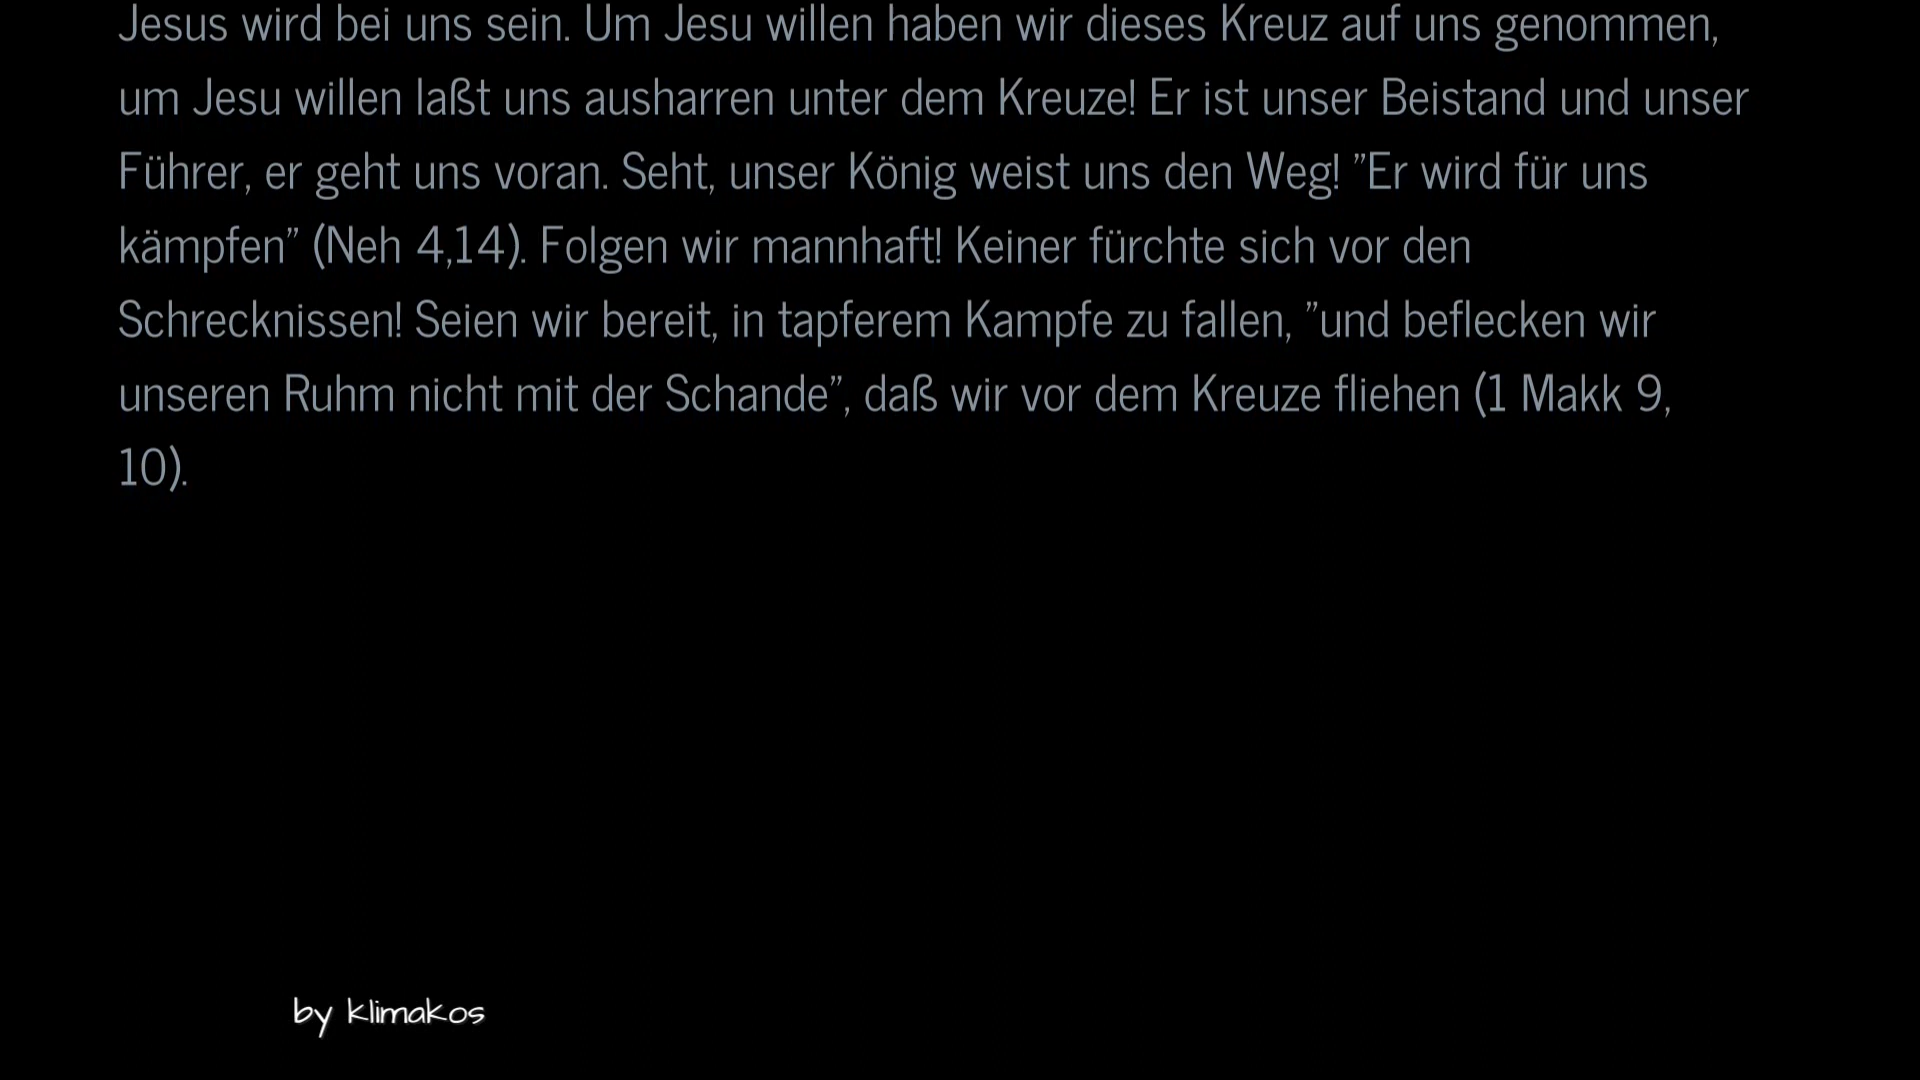 Jesus wird bei uns sein. Um Jesu willen haben wir dieses Kreuz auf uns genommen,
um Jesu willen laßt uns ausharren unter dem Kreuze! Er ist unser Beistand und unser
Führer, er geht uns voran. Seht, unser König weist uns den Weg! "Er wird für uns
kämpfen" (Neh 4,14). Folgen wir mannhaft! Keiner fürchte sich vor den
Schrecknissen! Seien wir bereit, in tapferem Kampfe zu fallen, "und beflecken wir
unseren Ruhm nicht mit der Schande", daß wir vor dem Kreuze fliehen (1 Makk 9,
10).
by klimakos